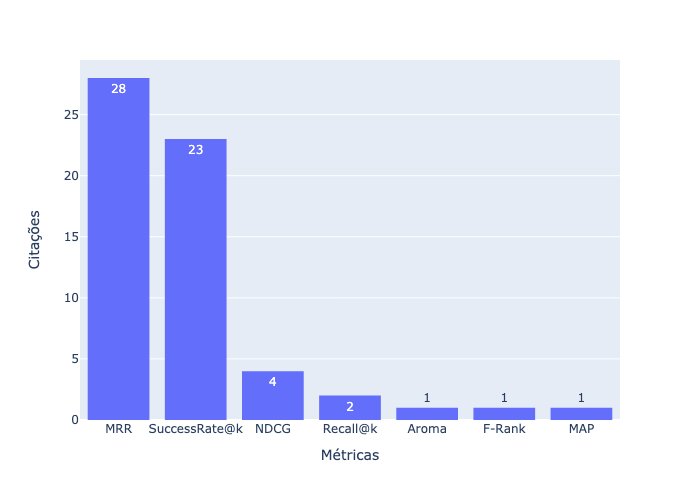 28
25
23
20
15
10
5
4
2
1
1
1
0
Citações
MRR
SuccessRate@k
NDCG
Recall@k
Aroma
F-Rank
MAP
Métricas